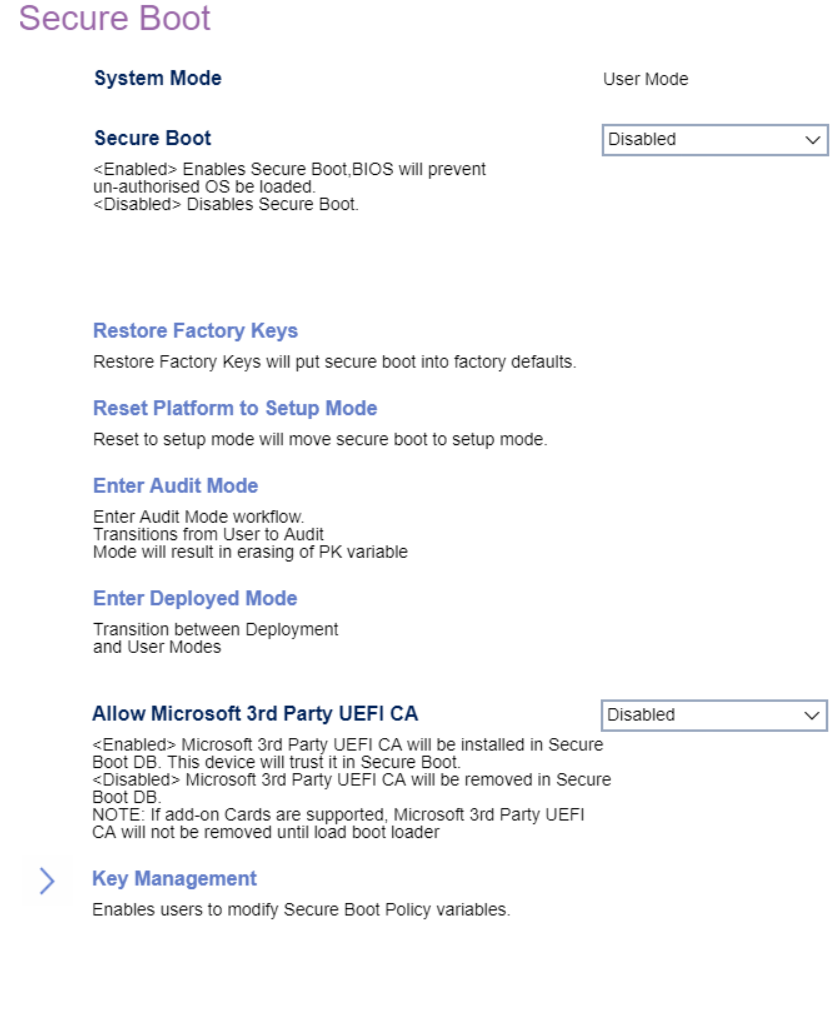 Secure Boot
System Mode
User Mode
Secure Boot
Disabled
<Enabled> Enables Secure Boot,BIOS will prevent
un-authorised OS be loaded.
<Disabled> Disables Secure Boot.
Restore Factory Keys
Restore Factory Keys will put secure boot into factory defaults.
Reset Platform to Setup Mode
Reset to setup mode will move secure boot to setup mode.
Enter Audit Mode
Enter Audit Mode workflow.
Transitions from User to Audit
Mode will result in erasing of PK variable
Enter Deployed Mode
Transition between Deployment
and User Modes
Allow Microsoft 3rd Party UEFI CA
Disabled
<Enabled> Microsoft 3rd Party UEFI CA will be installed in Secure
Boot DB. This device will trust it in Secure Boot.
<Disabled> Microsoft 3rd Party UEFI CA will be removed in Secure
Boot DB.
NOTE: If add-on Cards are supported, Microsoft 3rd Party UEFI
CA will not be removed until load boot loader
Key Management
Enables users to modify Secure Boot Policy variables.